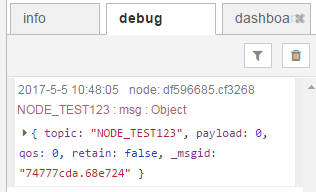 info
debug
dashboa
2017-5-5 10:48:05 node: df596685.cf3268
NODE_TEST123 : msg : Object
{ topic: "NODE_TEST123", payload: 0,
qos: 0, retain: false, _msgid:
"74777cda.68e724" }